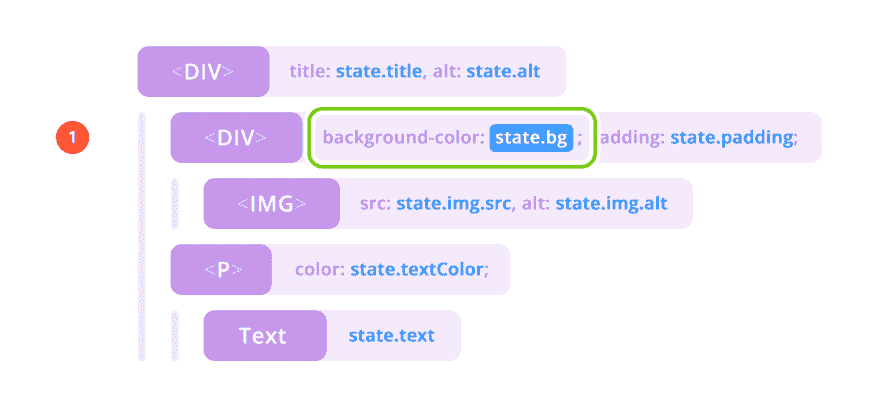 <DIV> title: state.title, alt: state.alt
1 <DIV> background-color: state.bg ; adding: state.padding;
<IMG> src: state.img.src, alt: state.img.alt
<P> color: state.textColor;
Text state.text